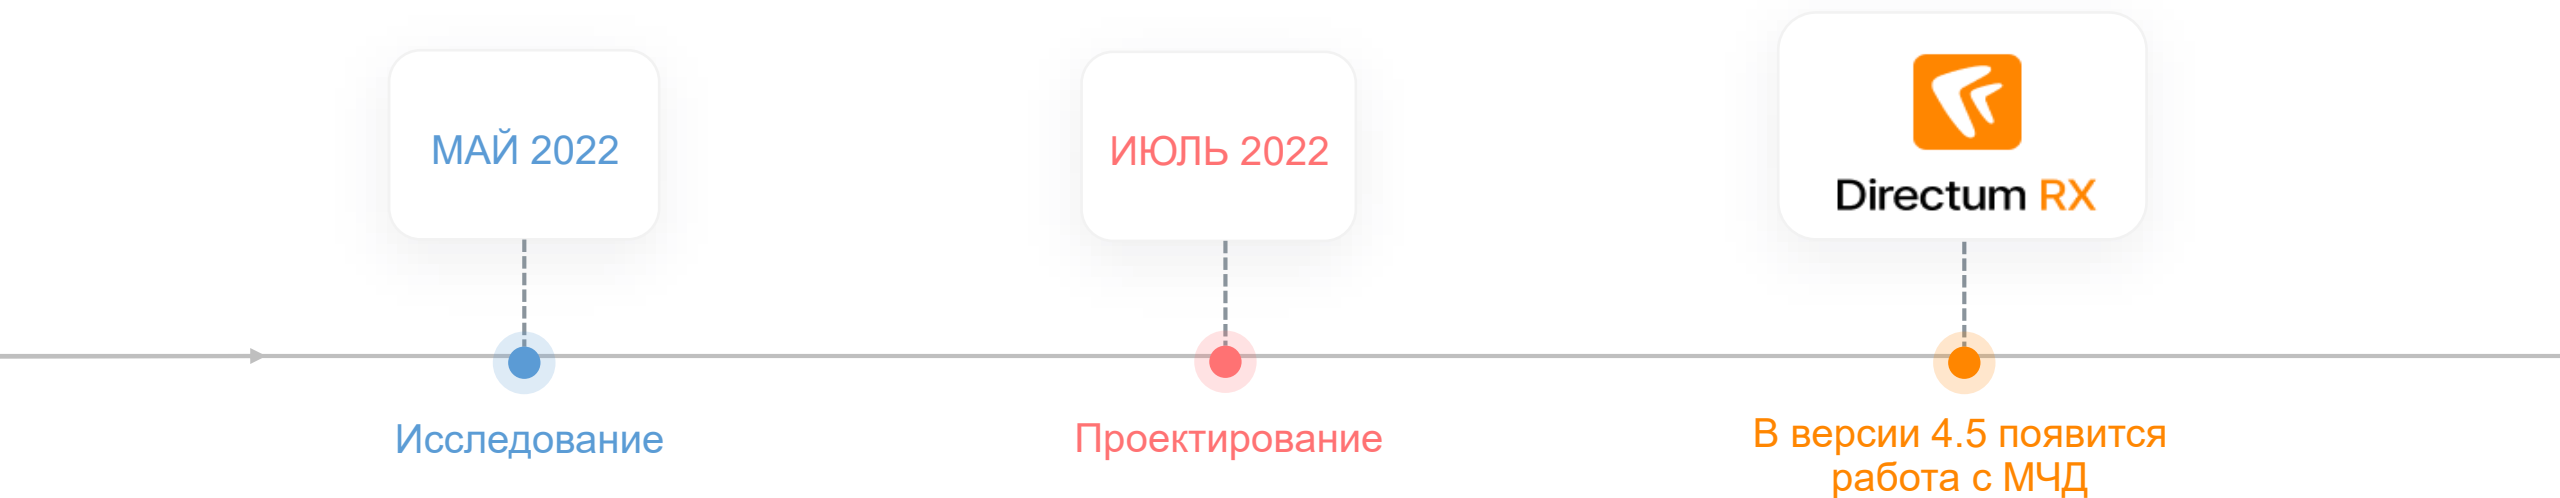 МАЙ 2022
ИЮЛЬ 2022
Directum RX
Исследование
Проектирование
В версии 4.5 появится
работа с МЧД